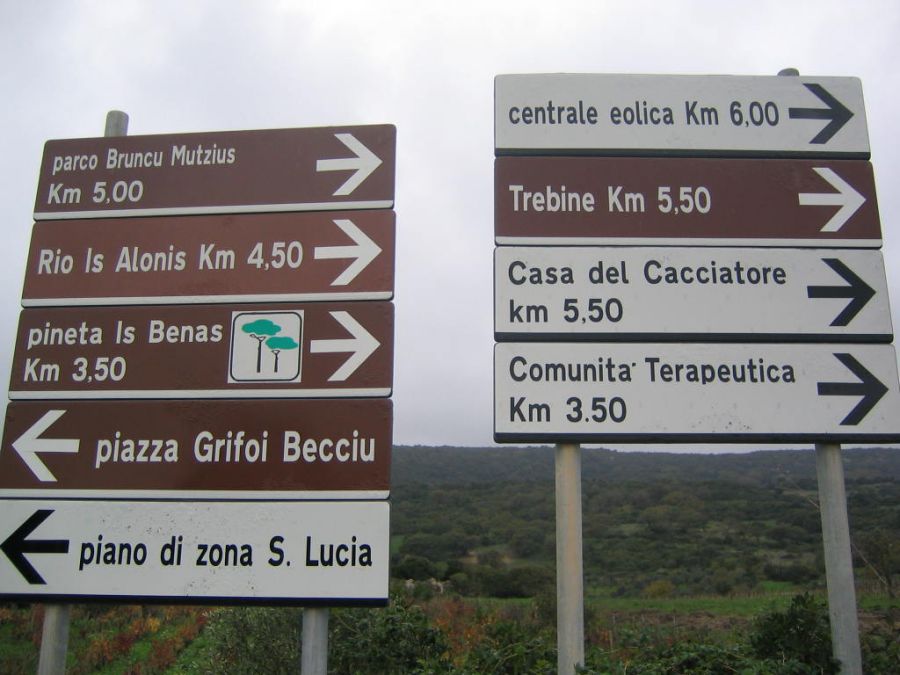 parco Bruncu Mutzius
Km 5,00
Rio Is Alonis Km 4,50
pineta Is Benas
Km 3,50
piazza Grifoi Becciu
piano di zona S. Lucia
centrale eolica Km 6,00
Trebine Km 5,50
Casa del Cacciatore
km 5,50
Comunita' Terapeutica
Km 3.50